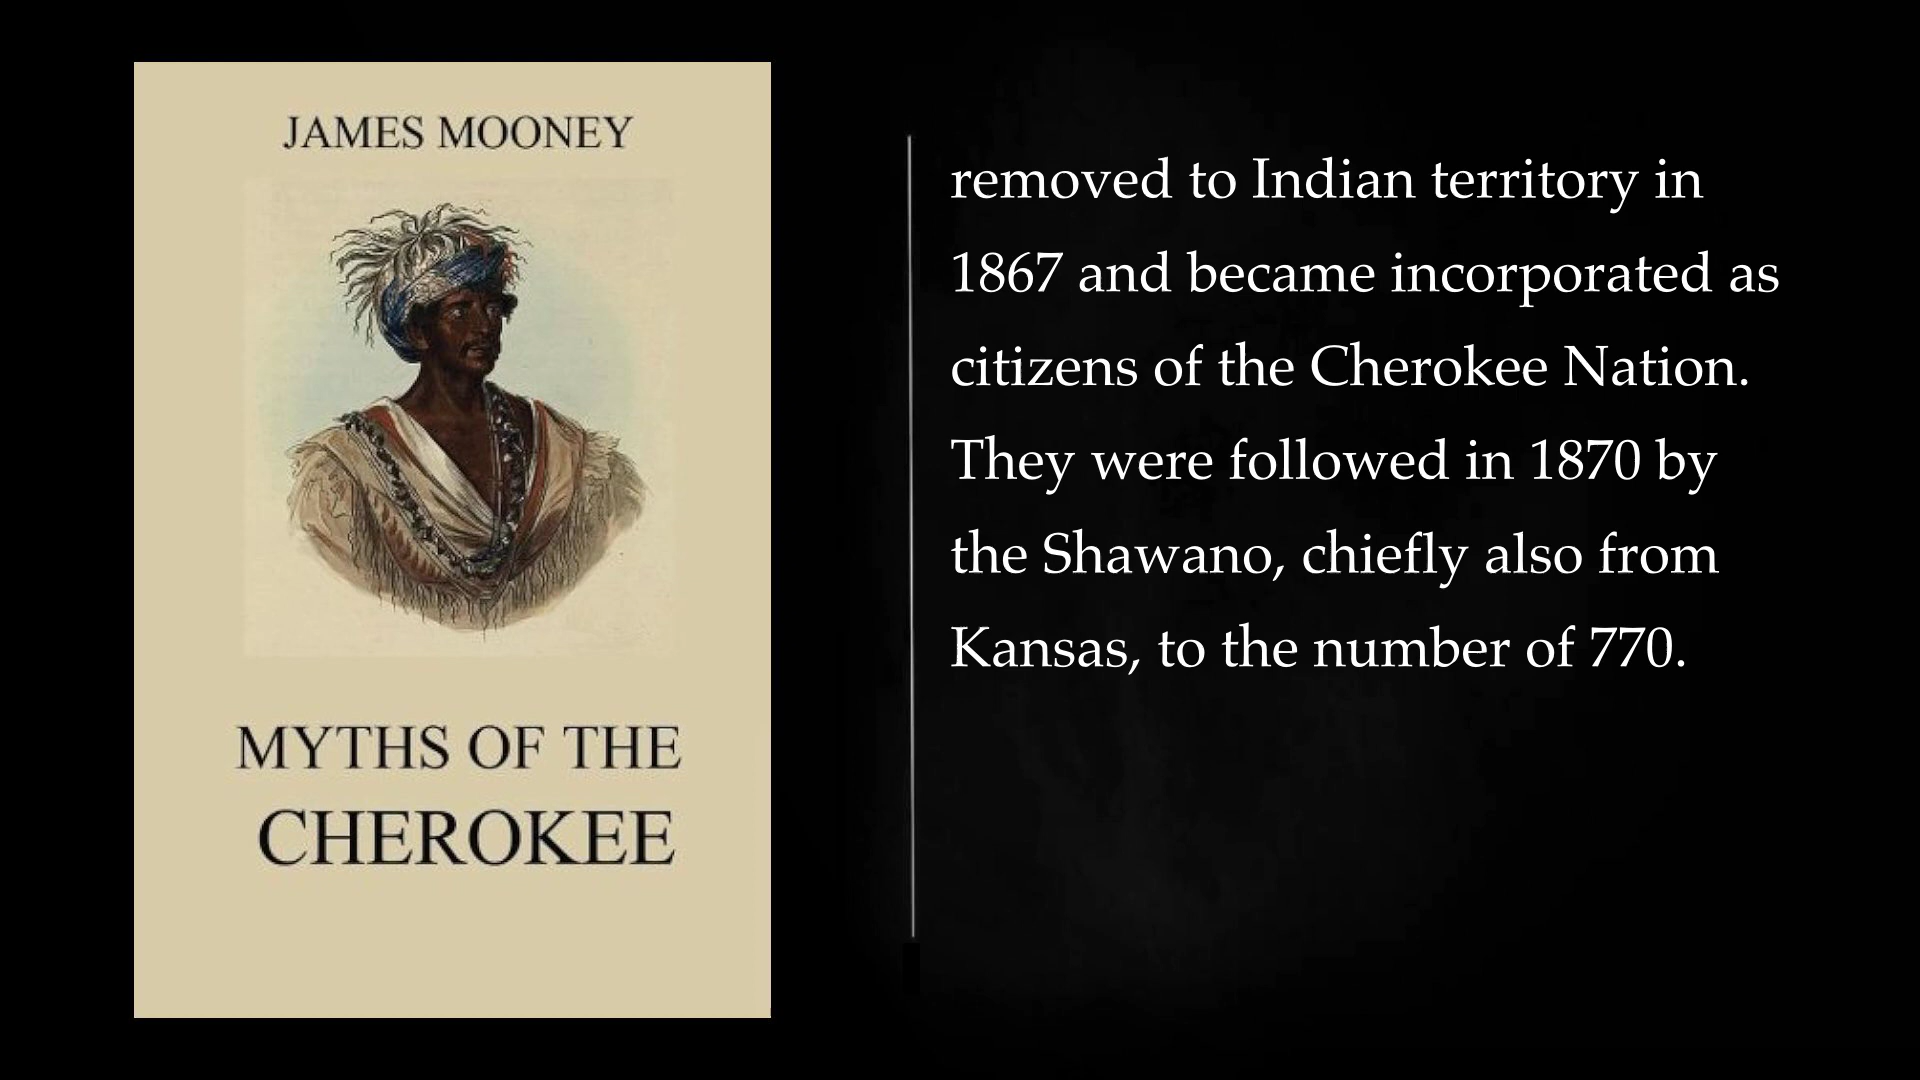 JAMES MOONEY
MYTHS OF THE
CHEROKEE
removed to Indian territory in
1867 and became incorporated as
citizens of the Cherokee Nation.
They were followed in 1870 by
the Shawano, chiefly also from
Kansas, to the number of 770.